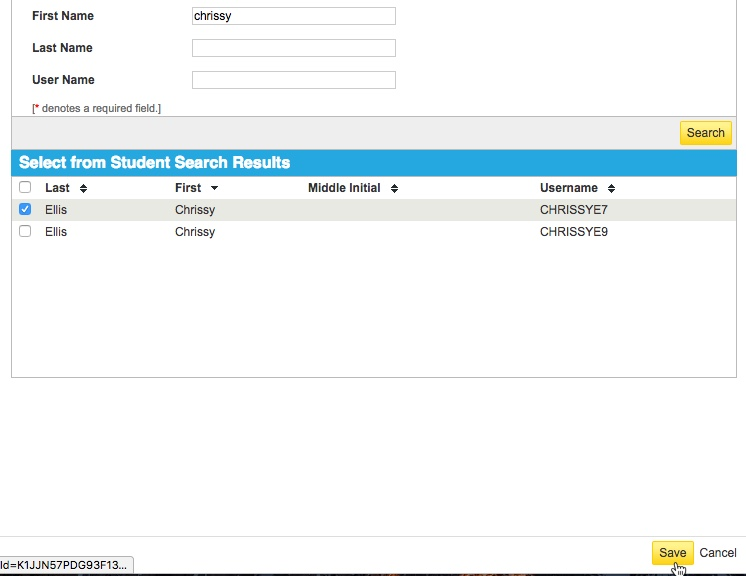 First Name chrissy
Last Name
User Name
[* denotes a required field.]
Search
Select from Student Search Results
Last First Middle Initial Username
Ellis Chrissy CHRISSYE7
Ellis Chrissy CHRISSYE9
Save Cancel
Id=K1JJN57PDG93F13...